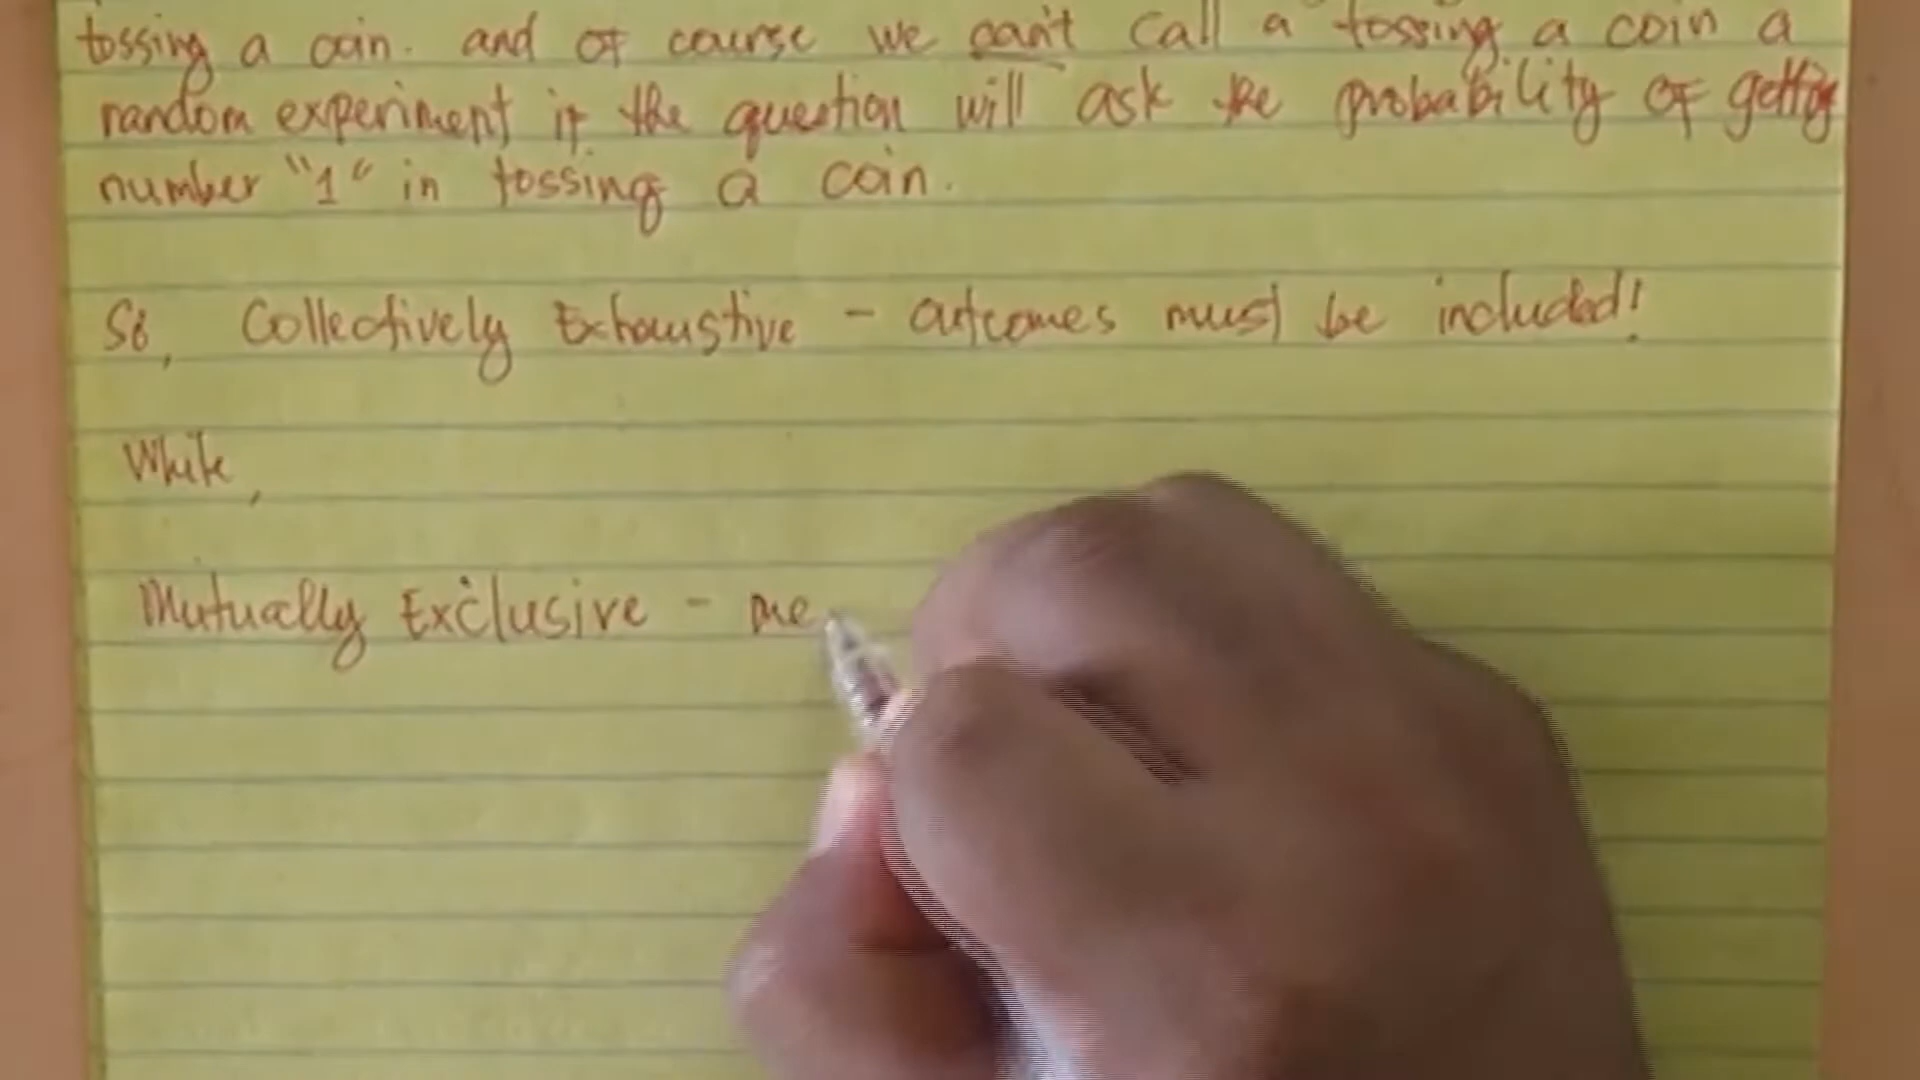 tossing a coin. and of course we can't call a tossing a coin a
random experiment if the question will ask the probability of getting
number "1" in tossing a coin.
So, Collectively Exhaustive - outcomes must be included!
While,
Mutually Exclusive - me